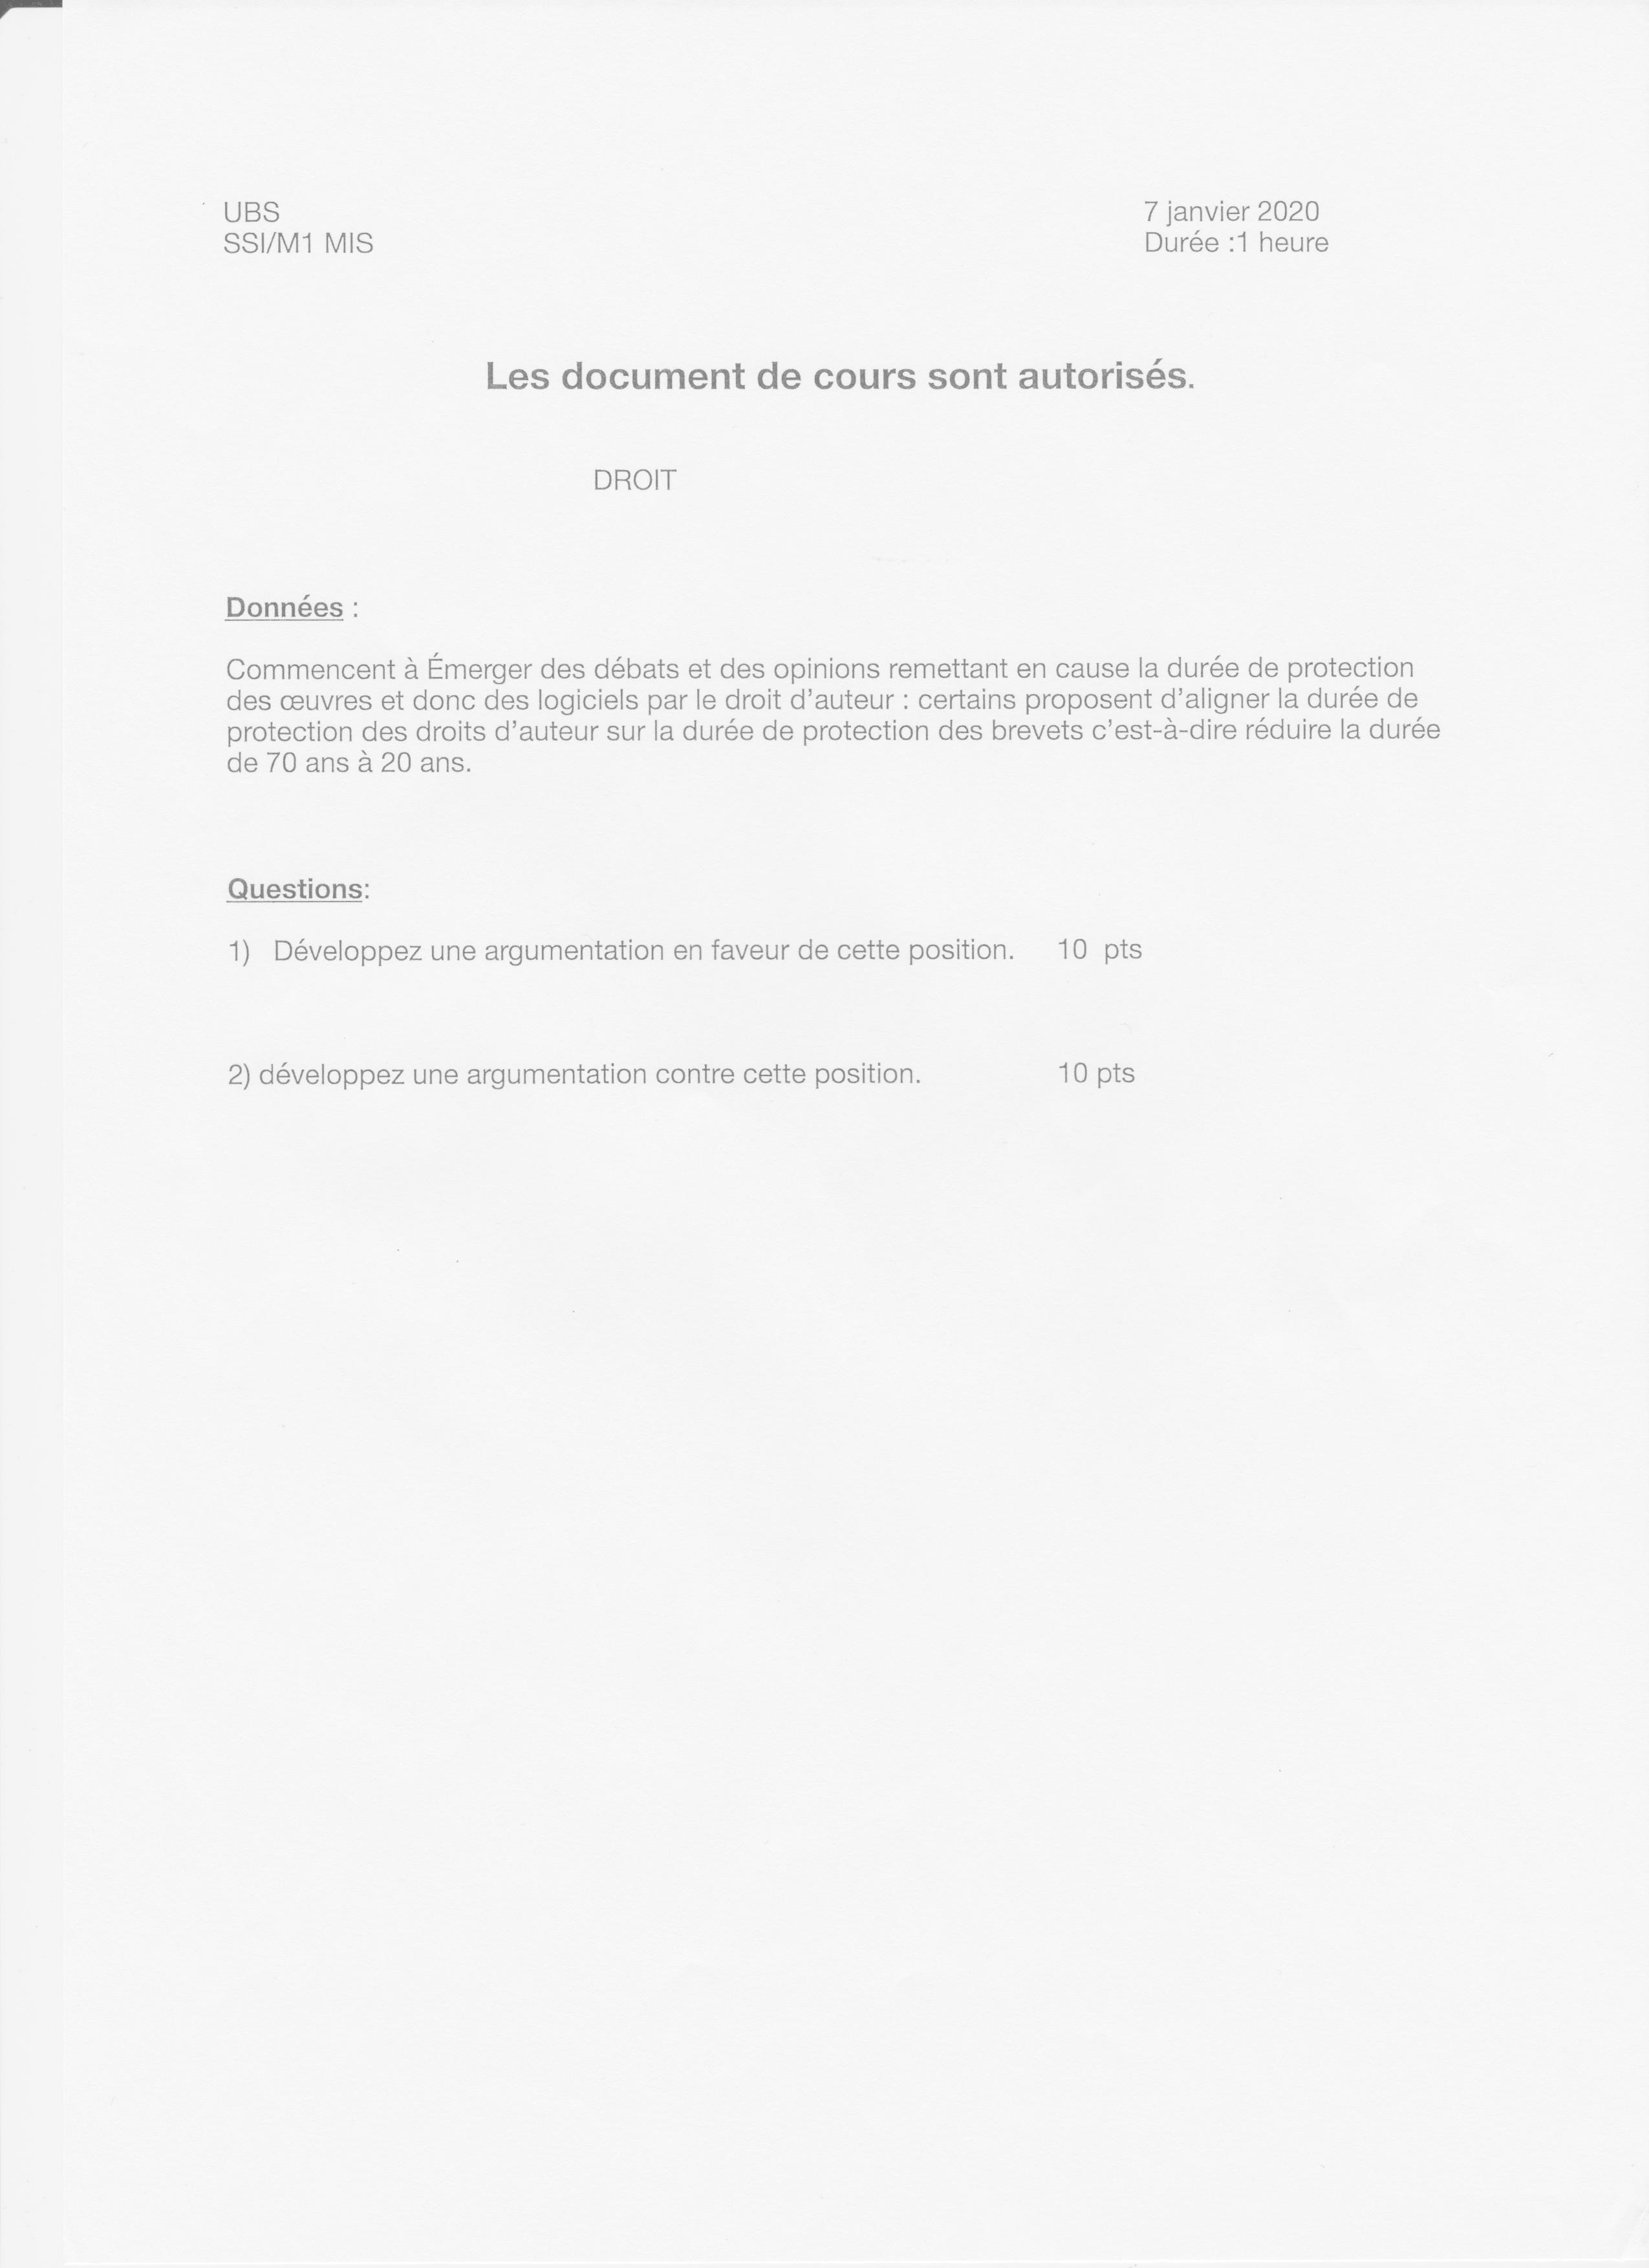 UBS
7 janvier 2020
SSI/M1 MIS
Durée :1 heure
Les document de cours sont autorisés.
DROIT
Données :
Commencent à Émerger des débats et des opinions remettant en cause la durée de protection
des œuvres et donc des logiciels par le droit d'auteur : certains proposent d'aligner la durée de
protection des droits d'auteur sur la durée de protection des brevets c'est-à-dire réduire la durée
de 70 ans à 20 ans.
Questions:
1) Développez une argumentation en faveur de cette position. 10 pts
2) développez une argumentation contre cette position. 10 pts